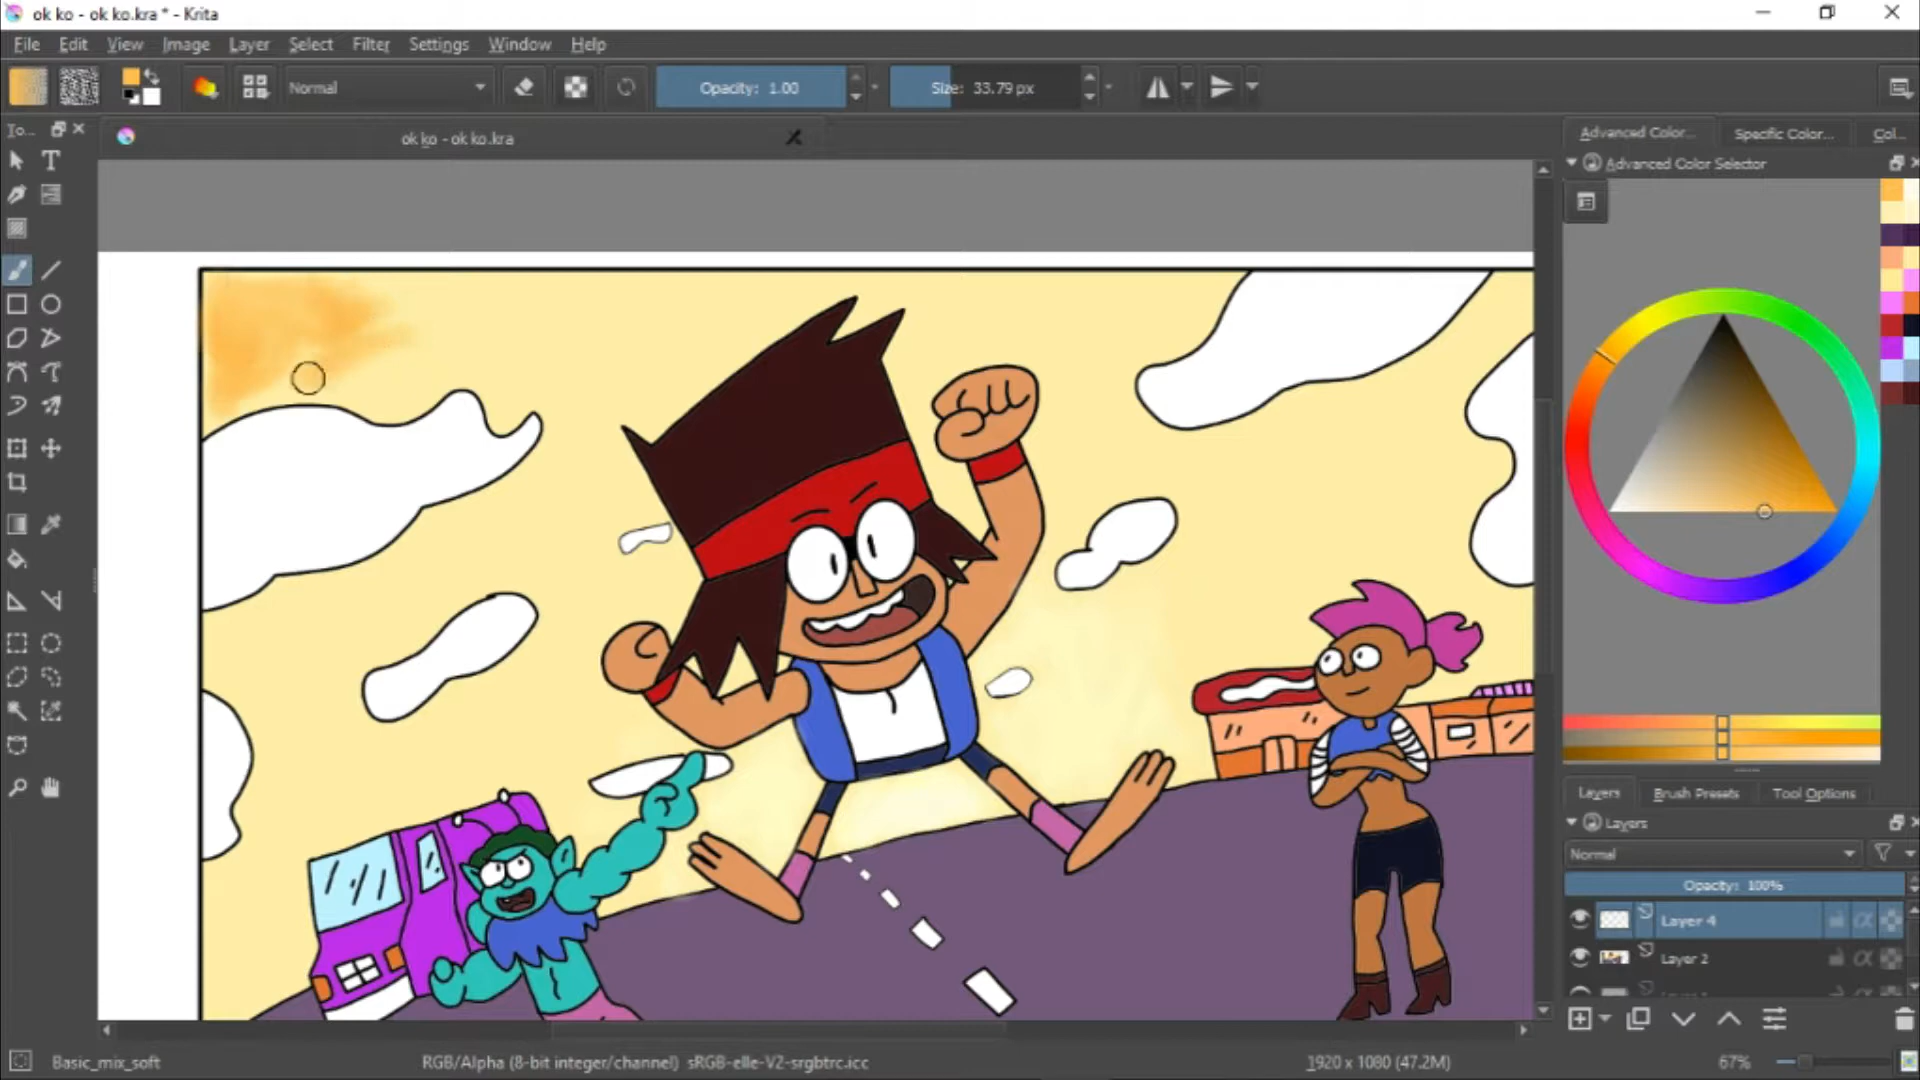 ok ko - ok ko.kra * - Krita
File Edit View Image Layer Select Filter Settings Window Help
Normal Opacity: 1.00 Size: 33.79 px
To... ok ko - ok ko.kra Advanced Color... Specific Color... Col...
Advanced Color Selector
Layers Brush Presets Tool Options
Layers
Normal
Opacity: 100%
Layer 4
Layer 2
Basic_mix_soft RGB/Alpha (8-bit integer/channel) sRGB-elle-V2-srgbtrc.icc 1920 x 1080 (47.2M) 67%